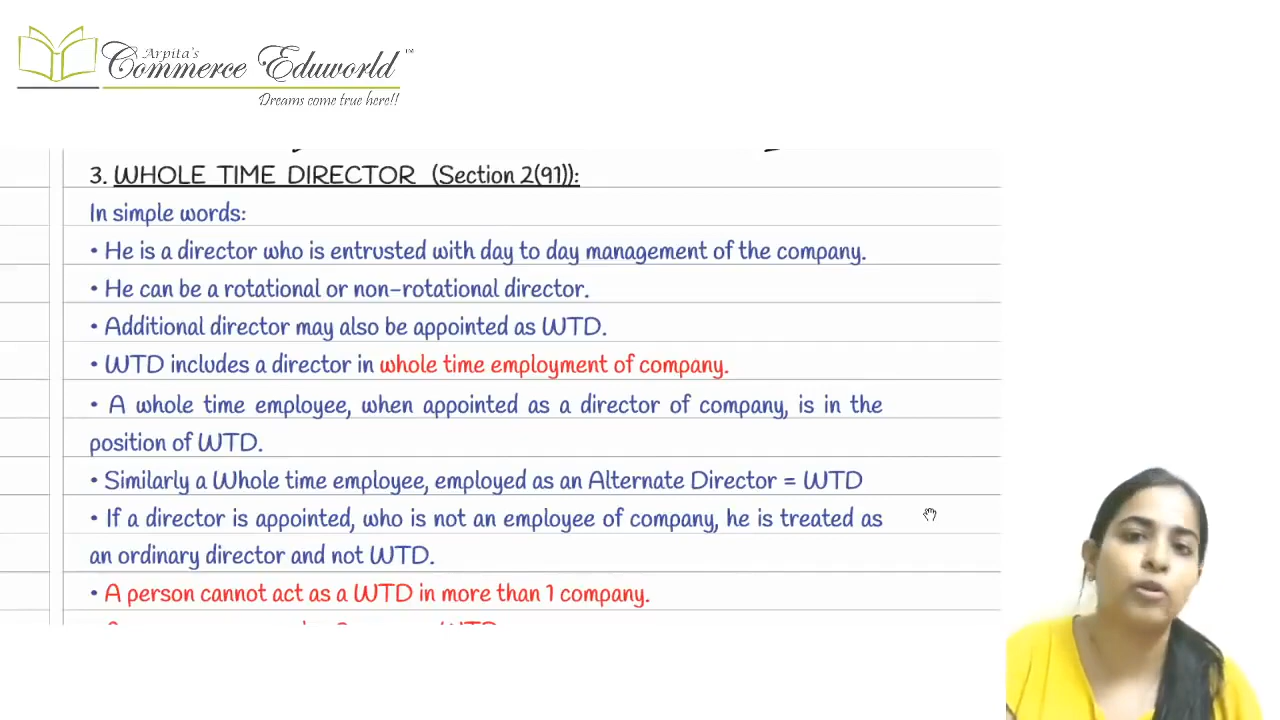 Arpita's
Commerce Eduworld™
Dreams come true here!!
3. WHOLE TIME DIRECTOR (Section 2(91)):
In simple words:
• He is a director who is entrusted with day to day management of the company.
• He can be a rotational or non-rotational director.
• Additional director may also be appointed as WTD.
• WTD includes a director in whole time employment of company.
• A whole time employee, when appointed as a director of company, is in the
position of WTD.
• Similarly a Whole time employee, employed as an Alternate Director = WTD
• If a director is appointed, who is not an employee of company, he is treated as
an ordinary director and not WTD.
• A person cannot act as a WTD in more than 1 company.